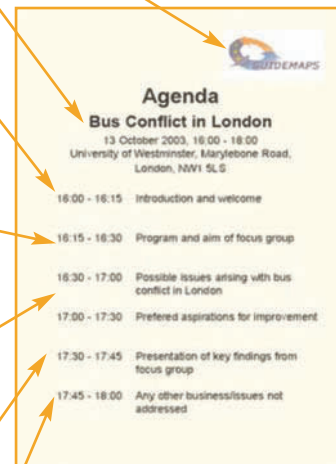 GUIDEMAPS
Agenda
Bus Conflict in London
13 October 2003, 16:00 - 18:00
University of Westminster, Marylebone Road,
London, NW1 5LS
16:00 - 16:15 Introduction and welcome
16:15 - 16:30 Program and aim of focus group
16:30 - 17:00 Possible issues arising with bus
conflict in London
17:00 - 17:30 Prefered aspirations for improvement
17:30 - 17:45 Presentation of key findings from
focus group
17:45 - 18:00 Any other business/issues not
addressed